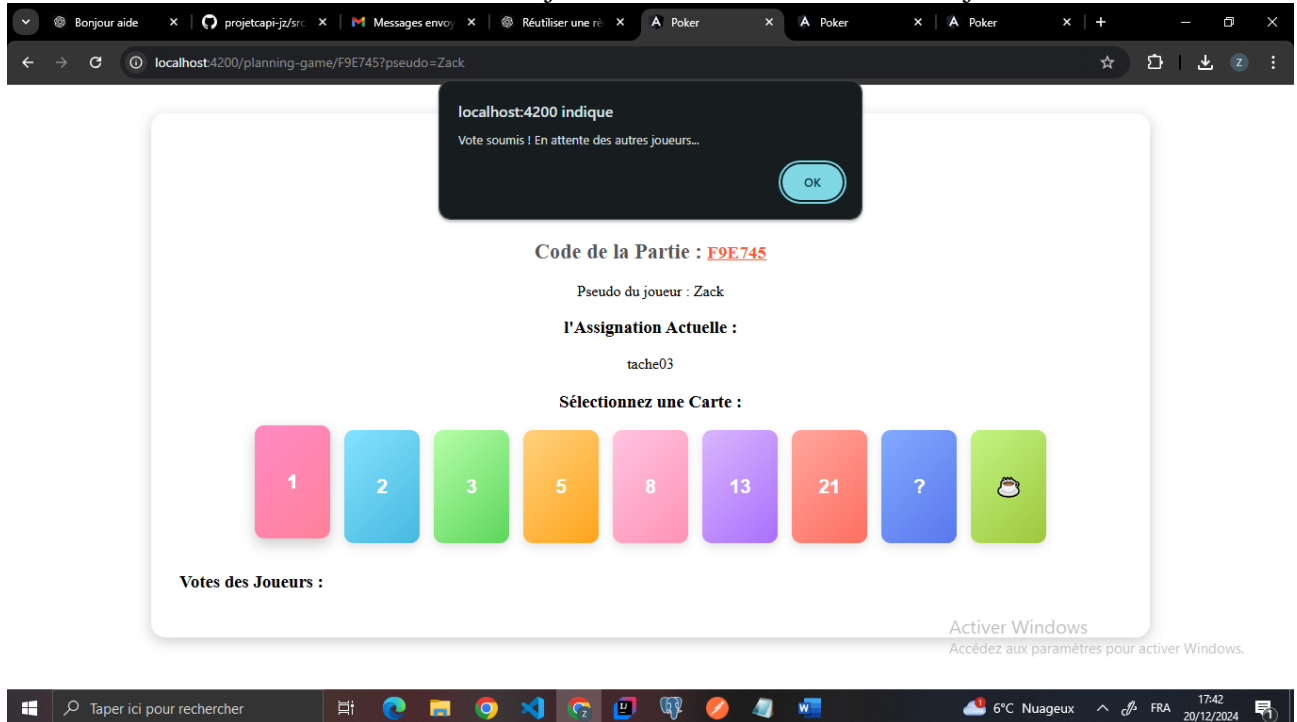 Bonjour aide
projetcapi-jz/src
Messages envoy
Réutiliser une rè
Poker
Poker
Poker
localhost:4200/planning-game/F9E745?pseudo=Zack
Z
localhost:4200 indique
Vote soumis ! En attente des autres joueurs...
OK
Code de la Partie : F9E745
Pseudo du joueur : Zack
l'Assignation Actuelle :
tache03
Sélectionnez une Carte :
1 2 3 5 8 13 21 ?
Votes des Joueurs :
Activer Windows
Accédez aux paramètres pour activer Windows.
Taper ici pour rechercher
6°C Nuageux
FRA
17:42
20/12/2024